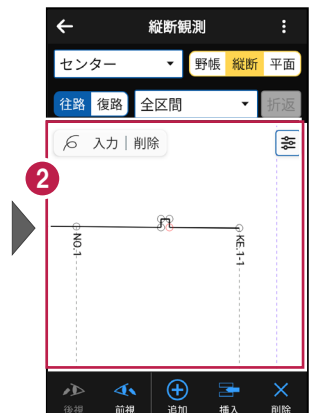 縦断観測
センター
野帳 縦断 平面
往路 復路 全区間 折返
入力 | 削除
2
NO.1
KE.1-1
後視 前視 追加 挿入 削除